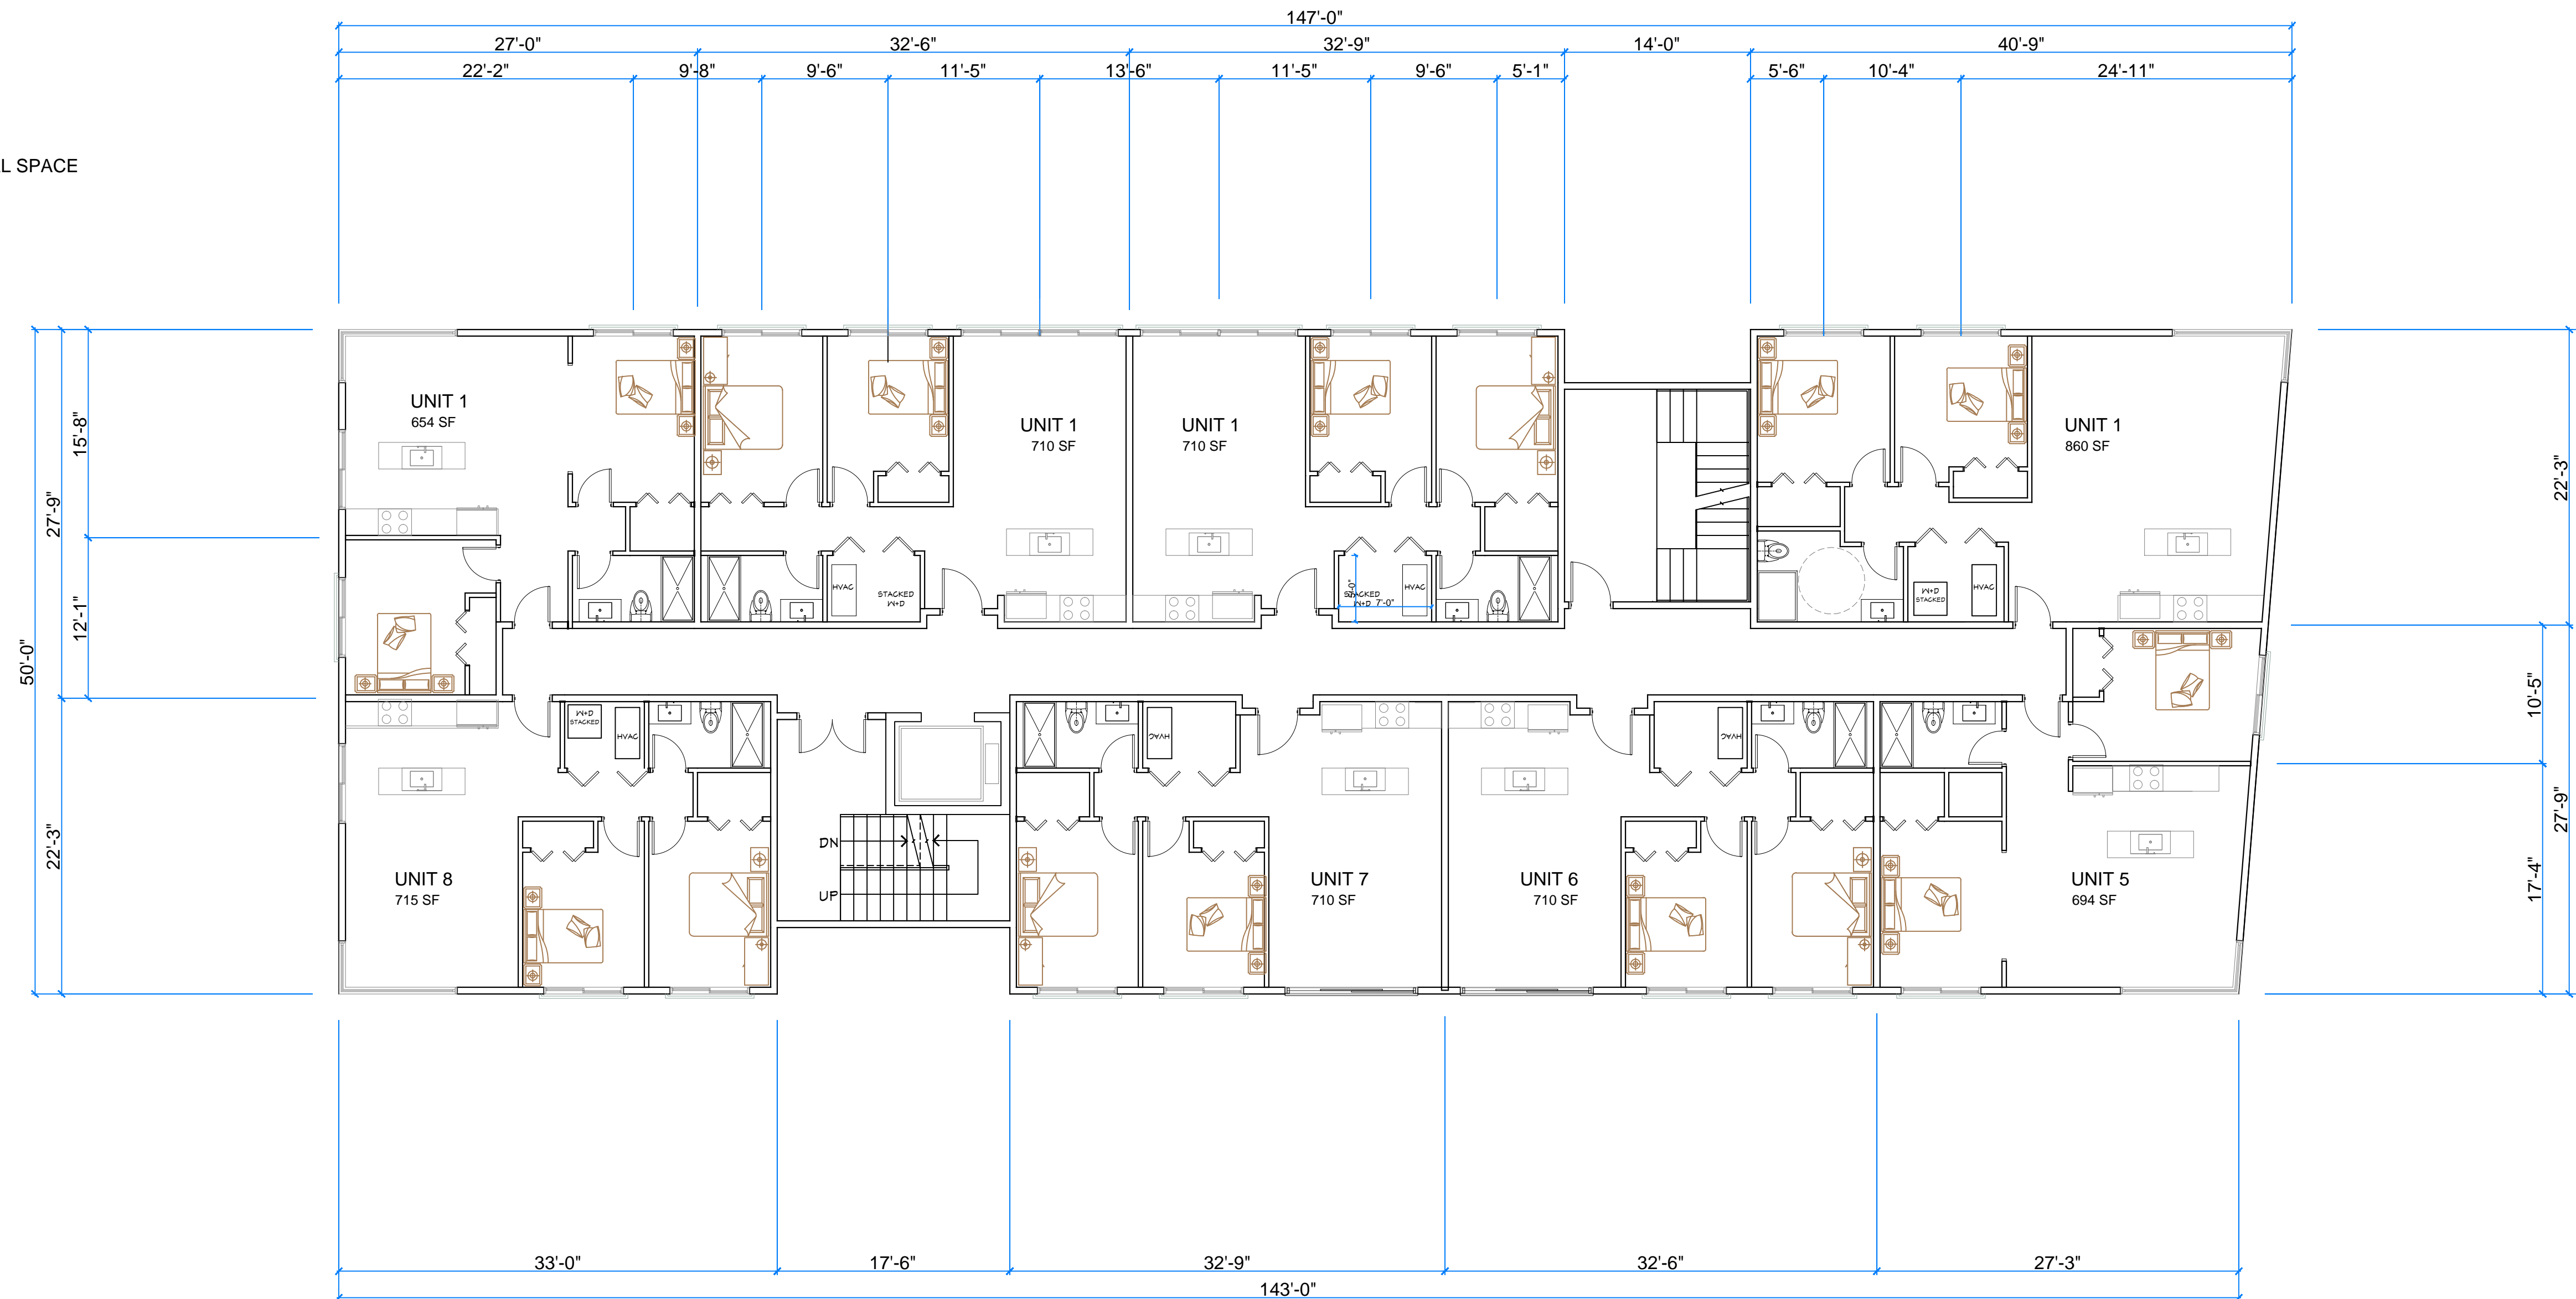 147'-0"
27'-0" 32'-6" 32'-9" 14'-0" 40'-9"
22'-2" 9'-8" 9'-6" 11'-5" 13'-6" 11'-5" 9'-6" 5'-1" 5'-6" 10'-4" 24'-11"
L SPACE
50'-0"
27'-9"
22'-3"
15'-8"
12'-1"
UNIT 1
654 SF
UNIT 1
710 SF
UNIT 1
710 SF
UNIT 1
860 SF
HVAC
STACKED
W+D
STACKED
W+D
7'-0"
HVAC
W+D
STACKED
HVAC
W+D
STACKED
HVAC
HVAC
HVAC
DN
UP
UNIT 8
715 SF
UNIT 7
710 SF
UNIT 6
710 SF
UNIT 5
694 SF
22'-3"
27'-9"
10'-5"
17'-4"
33'-0" 17'-6" 32'-9" 32'-6" 27'-3"
143'-0"